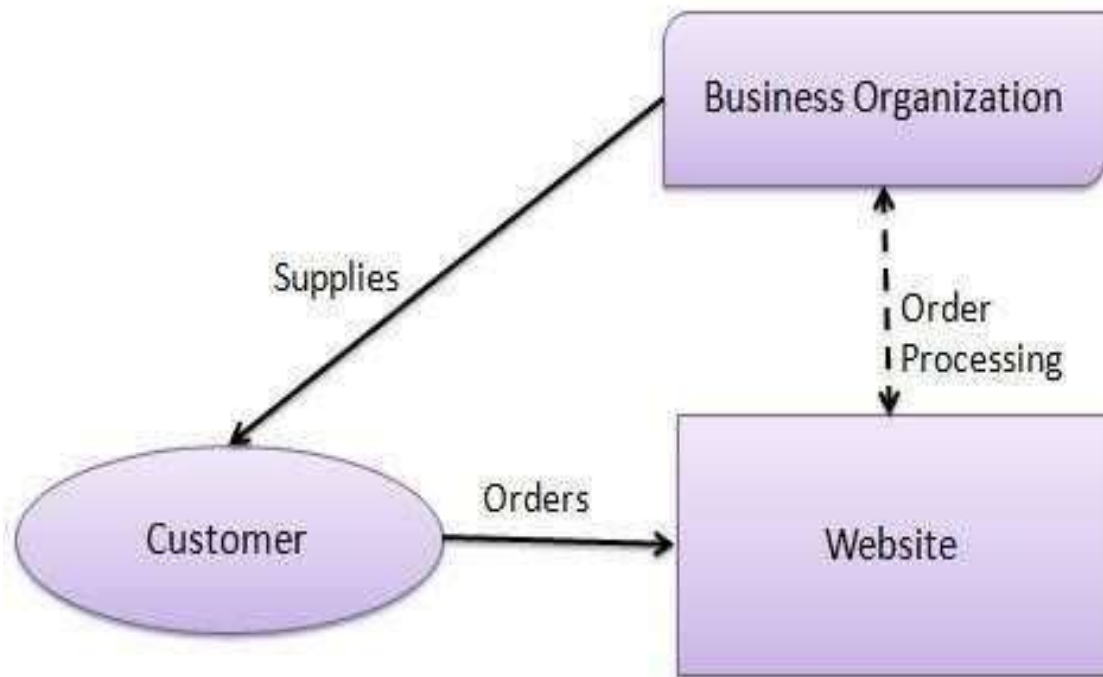 Business Organization
Supplies
Order
Processing
Orders
Customer
Website